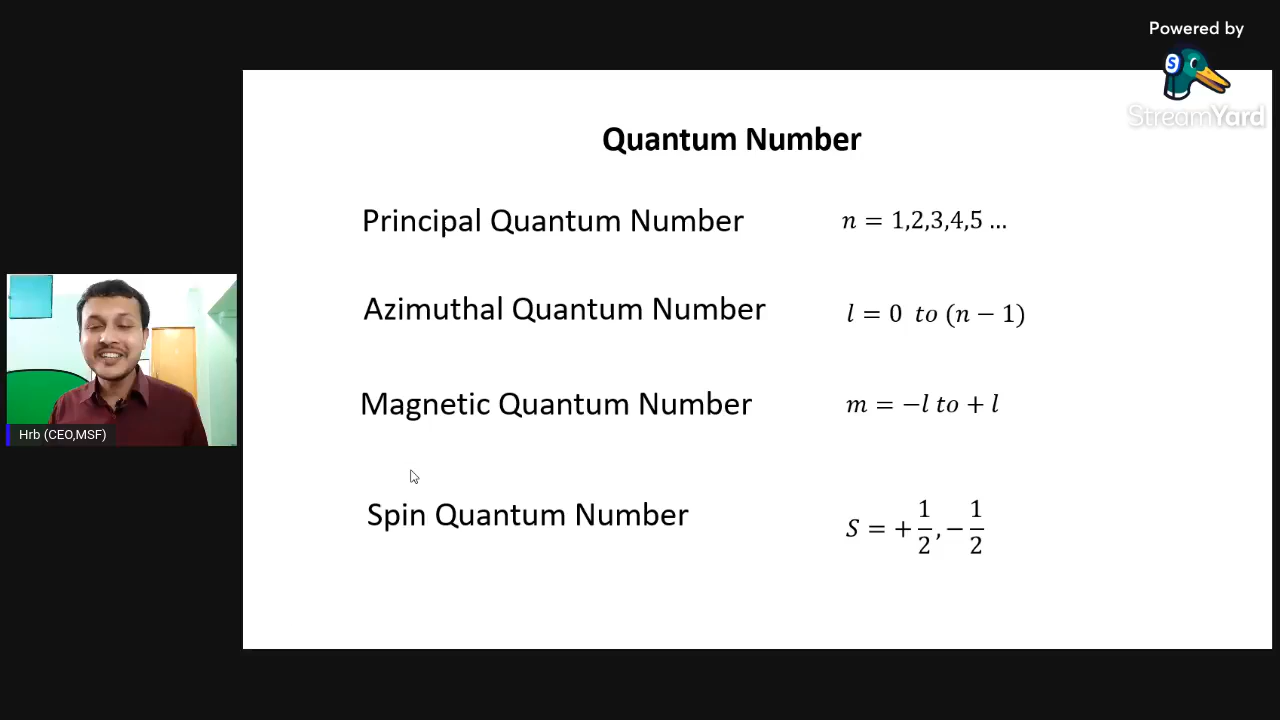 Powered by
StreamYard
Quantum Number
Principal Quantum Number n = 1,2,3,4,5 ...
Azimuthal Quantum Number l = 0 to (n − 1)
Magnetic Quantum Number m = −l to + l
Hrb (CEO,MSF)
Spin Quantum Number S = + 1/2 , − 1/2